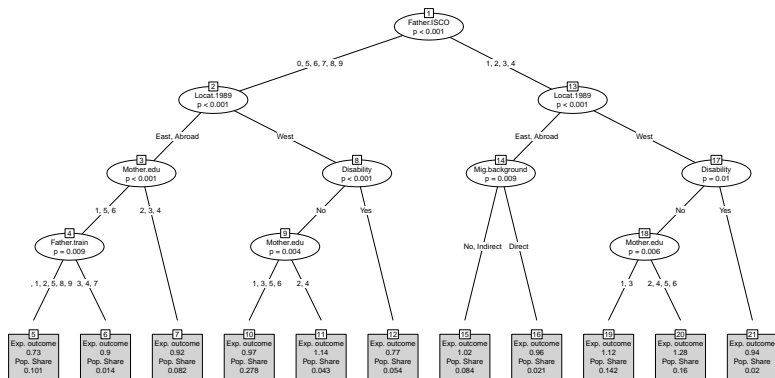 1
Father.ISCO
p < 0.001
0, 5, 6, 7, 8, 9
1, 2, 3, 4
2
Locat.1989
p < 0.001
13
Locat.1989
p < 0.001
East, Abroad
West
East, Abroad
West
3
Mother.edu
p < 0.001
8
Disability
p < 0.001
14
Mig.background
p = 0.009
17
Disability
p = 0.01
1, 5, 6
2, 3, 4
No
Yes
No, Indirect
Direct
No
Yes
4
Father.train
p = 0.009
9
Mother.edu
p = 0.004
18
Mother.edu
p = 0.006
, 1, 2, 5, 8, 9
3, 4, 7
1, 3, 5, 6
2, 4
1, 3
2, 4, 5, 6
5
Exp. outcome
0.73
Pop. Share
0.101
6
Exp. outcome
0.9
Pop. Share
0.014
7
Exp. outcome
0.92
Pop. Share
0.082
10
Exp. outcome
0.97
Pop. Share
0.278
11
Exp. outcome
1.14
Pop. Share
0.043
12
Exp. outcome
0.77
Pop. Share
0.054
15
Exp. outcome
1.02
Pop. Share
0.084
16
Exp. outcome
0.96
Pop. Share
0.021
19
Exp. outcome
1.12
Pop. Share
0.142
20
Exp. outcome
1.28
Pop. Share
0.16
21
Exp. outcome
0.94
Pop. Share
0.02